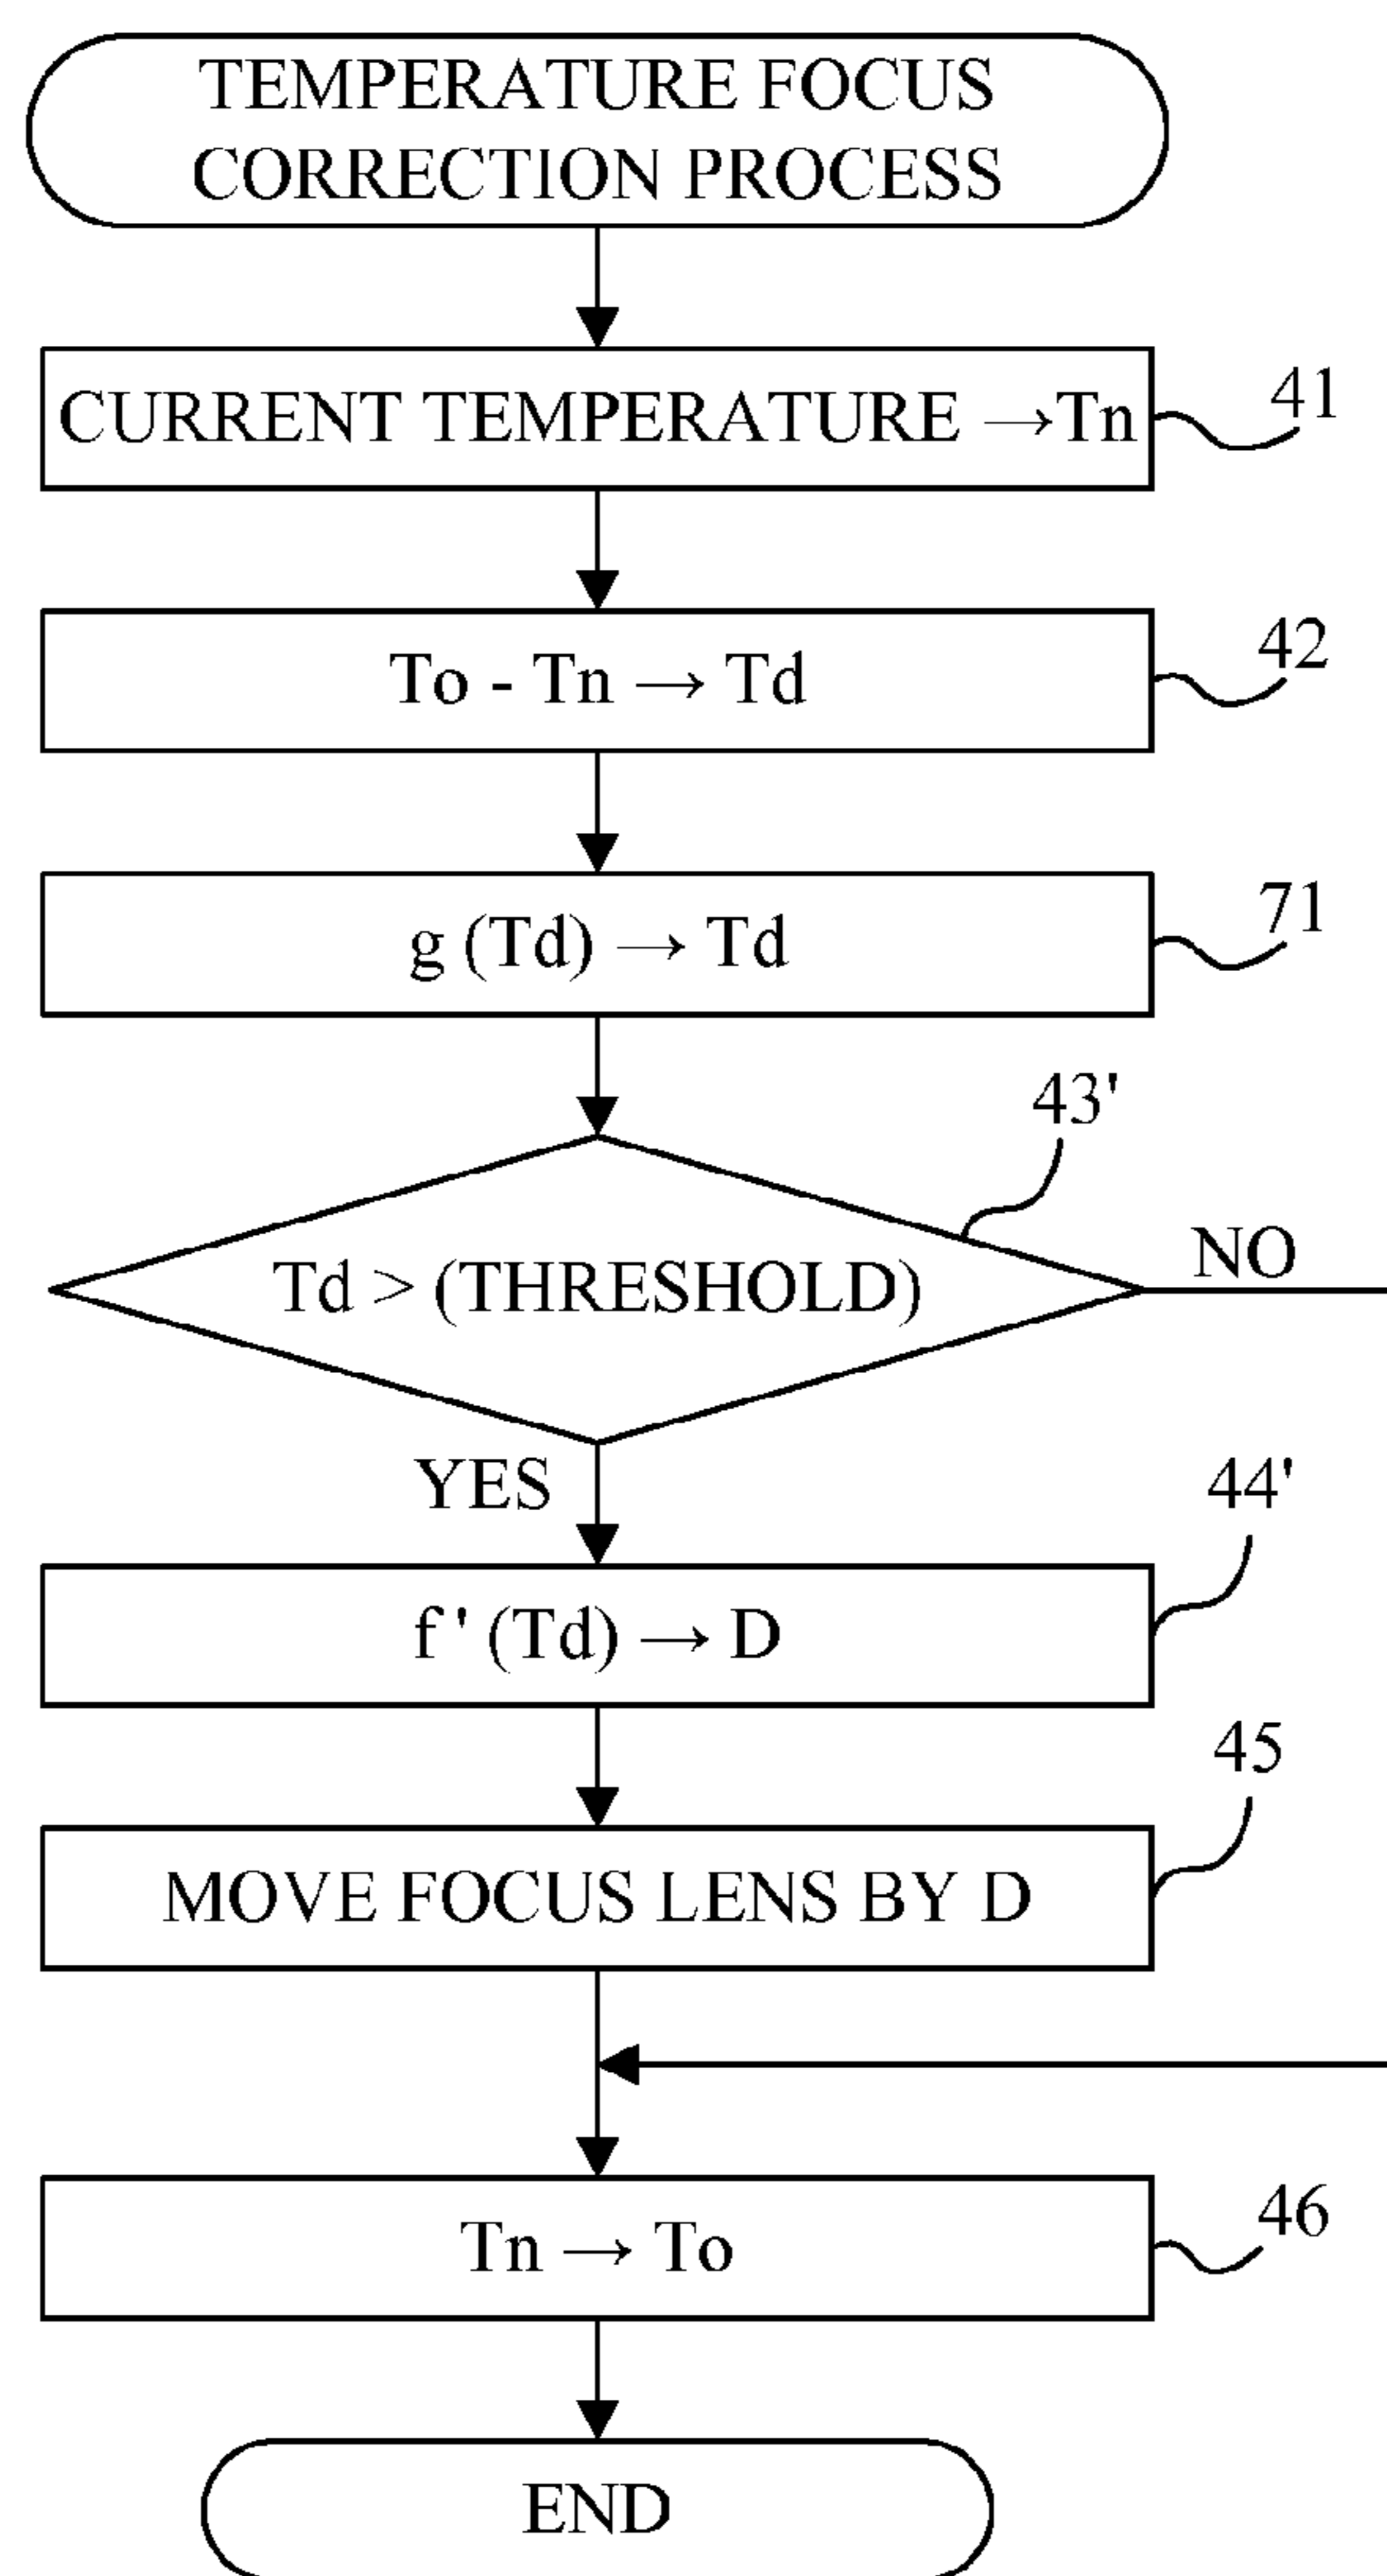 TEMPERATURE FOCUS
CORRECTION PROCESS
CURRENT TEMPERATURE →Tn
41
To - Tn → Td
42
g (Td) → Td
71
43'
Td > (THRESHOLD)
NO
YES
44'
f ' (Td) → D
45
MOVE FOCUS LENS BY D
Tn → To
46
END